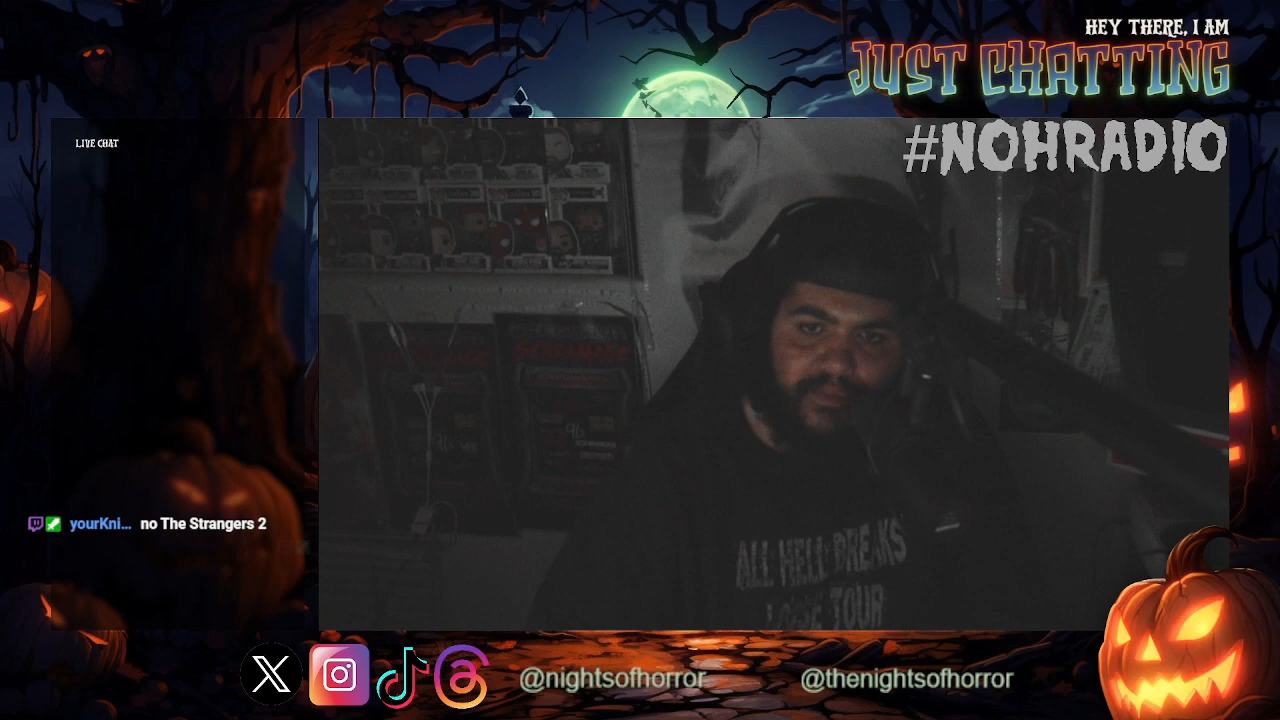 HEY THERE, I AM
JUST CHATTING
#NOHRADIO
LIVE CHAT
yourKni... no The Strangers 2
ALL HELL BREAKS
LOOSE TOUR
@nightsofhorror @thenightsofhorror